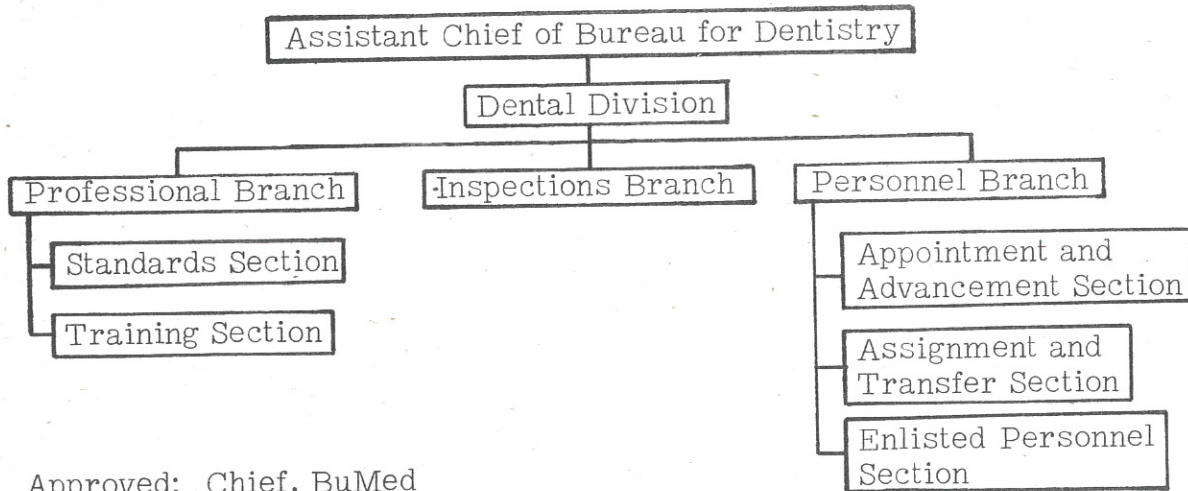 Assistant Chief of Bureau for Dentistry
Dental Division
Professional Branch
Inspections Branch
Personnel Branch
Standards Section
Training Section
Appointment and
Advancement Section
Assignment and
Transfer Section
Enlisted Personnel
Section
Approved: Chief, BuMed